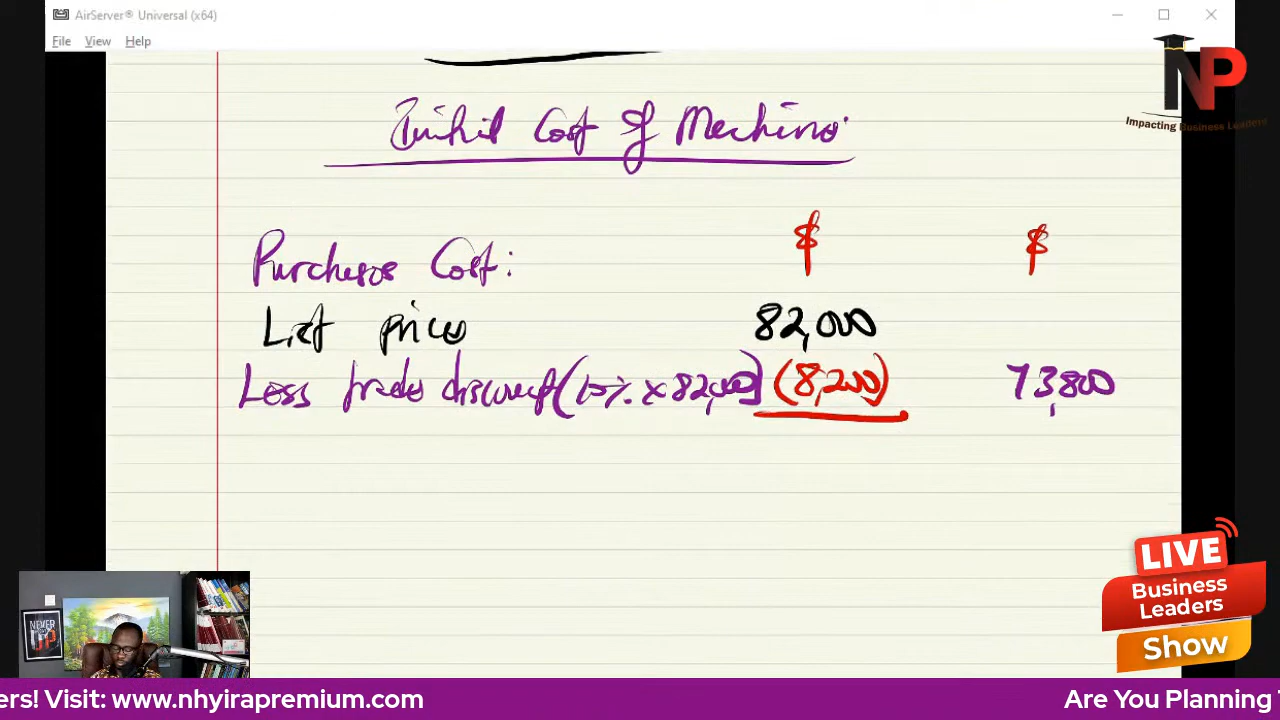 AirServer® Universal (x64)
File View Help
NP
Impacting Business Leaders
Initial Cost of Machine
$ $
Purchase Cost:
List price 82,000
Less trade discount (10% x 82,000) (8,200) 73,800
NEVER
UP
LIVE
Business
Leaders
Show
ers! Visit: www.nhyirapremium.com Are You Planning